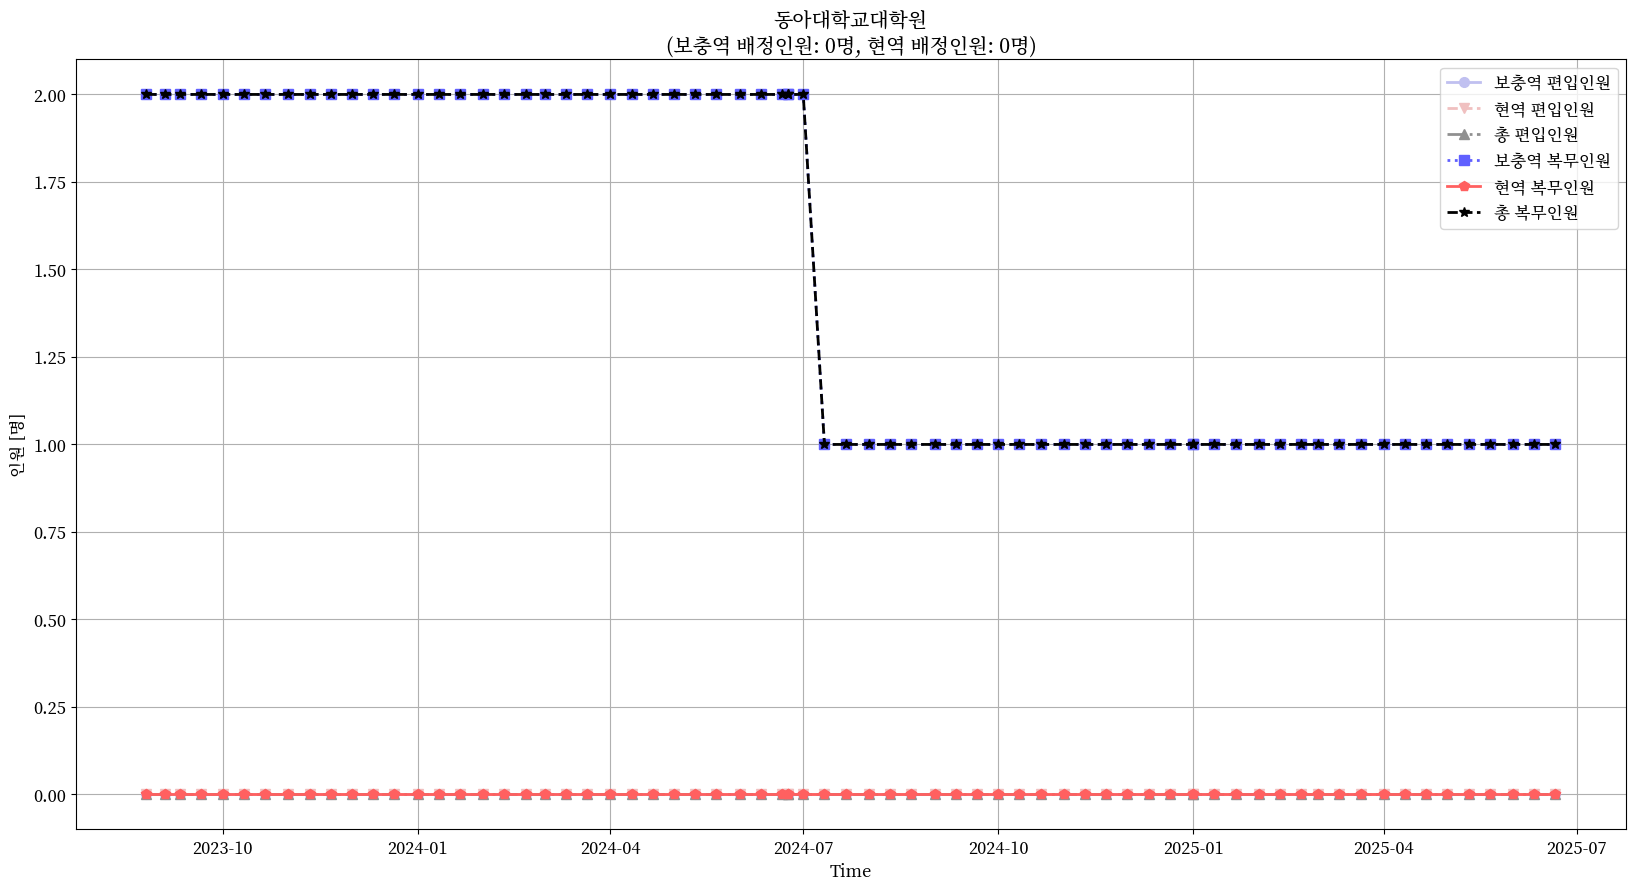 동아대학교대학원
(보충역 배정인원: 0명, 현역 배정인원: 0명)
보충역 편입인원
현역 편입인원
총 편입인원
보충역 복무인원
현역 복무인원
총 복무인원
인원 [명]
2.00
1.75
1.50
1.25
1.00
0.75
0.50
0.25
0.00
2023-10
2024-01
2024-04
2024-07
2024-10
2025-01
2025-04
2025-07
Time